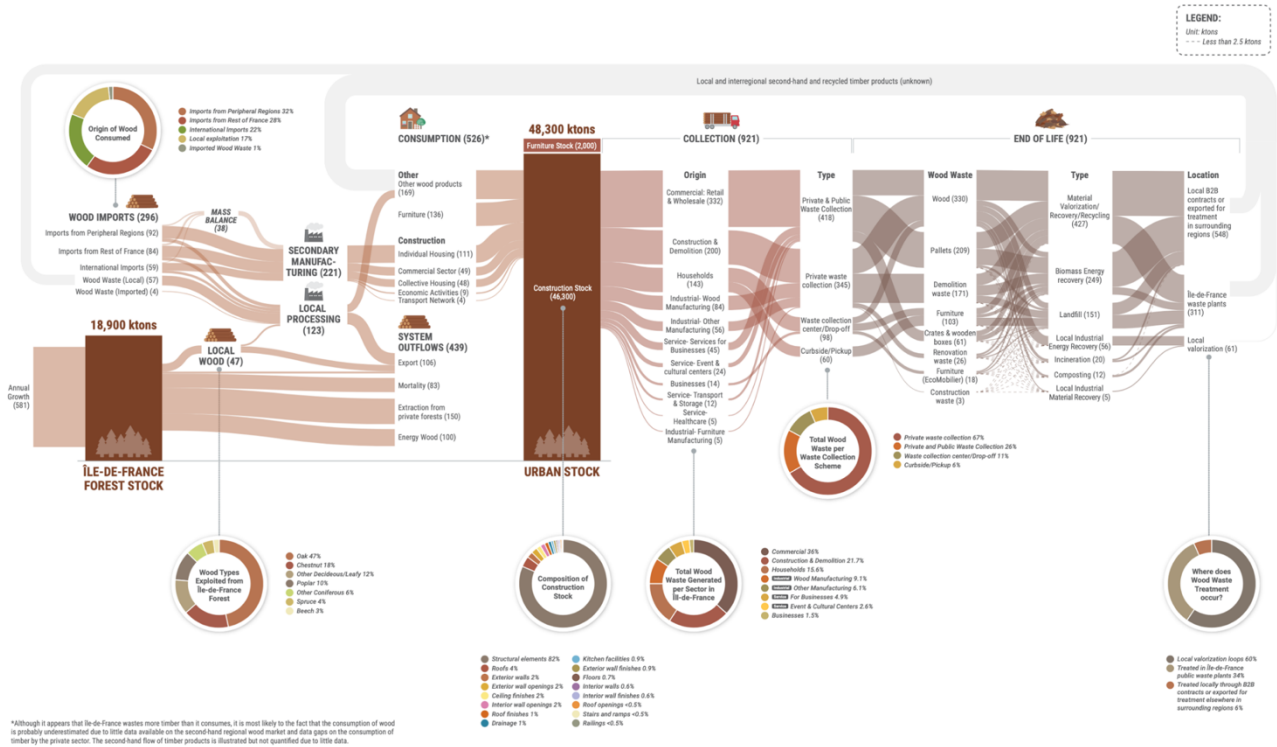 LEGEND:
Unit: ktons
Less than 2.5 ktons
Local and interregional second-hand and recycled timber products (unknown)
Origin of Wood
Consumed
Imports from Peripheral Regions 32%
Imports from Rest of France 28%
International Imports 22%
Local exploitation 17%
Imported Wood Waste 1%
WOOD IMPORTS (296)
Imports from Peripheral Regions (92)
Imports from Rest of France (84)
International Imports (59)
Wood Waste (Local) (57)
Wood Waste (Imported) (4)
MASS
BALANCE
(38)
SECONDARY
MANUFAC-
TURING (221)
LOCAL
PROCESSING
(123)
18,900 ktons
LOCAL
WOOD (47)
Annual
Growth
(581)
ÎLE-DE-FRANCE
FOREST STOCK
CONSUMPTION (526)*
Other
Other wood products
(169)
Furniture (136)
Construction
Individual Housing (111)
Commercial Sector (49)
Collective Housing (48)
Economic Activities (9)
Transport Network (4)
SYSTEM
OUTFLOWS (439)
Export (106)
Mortality (83)
Extraction from
private forests (150)
Energy Wood (100)
48,300 ktons
Furniture Stock (2,000)
Construction Stock
(46,300)
URBAN STOCK
COLLECTION (921)
Origin
Commercial: Retail
& Wholesale (332)
Construction &
Demolition (200)
Households
(143)
Industrial- Wood
Manufacturing (84)
Industrial- Other
Manufacturing (56)
Service- Services for
Businesses (45)
Service- Event &
cultural centers (24)
Businesses (14)
Service- Transport
& Storage (12)
Service-
Healthcare (5)
Industrial- Furniture
Manufacturing (5)
Type
Private & Public
Waste Collection
(418)
Private waste
collection (345)
Waste collection
center/Drop-off
(98)
Curbside/Pickup
(60)
END OF LIFE (921)
Wood Waste
Wood (330)
Pallets (209)
Demolition
waste (171)
Furniture
(103)
Crates & wooden
boxes (61)
Renovation
waste (26)
Furniture
(EcoMobilier) (18)
Construction
waste (3)
Type
Material
Valorization/
Recovery/Recycling
(427)
Biomass Energy
recovery (249)
Landfill (151)
Local Industrial
Energy Recovery (56)
Incineration (20)
Composting (12)
Local Industrial
Material Recovery (5)
Location
Local B2B
contracts or
exported for
treatment
in surrounding
regions (548)
Île-de-France
waste plants
(311)
Local
valorization (61)
Total Wood
Waste per
Waste Collection
Scheme
Private waste collection 67%
Private and Public Waste Collection 26%
Waste collection center/Drop-off 11%
Curbside/Pickup 6%
Wood Types
Exploited from
Île-de-France
Forest
Oak 47%
Chestnut 18%
Other Decideous/Leafy 12%
Poplar 10%
Other Coniferous 6%
Spruce 4%
Beech 3%
Composition of
Construction
Stock
Structural elements 82%
Roofs 4%
Exterior walls 2%
Exterior wall openings 2%
Ceiling finishes 2%
Interior wall openings 2%
Roof finishes 1%
Drainage 1%
Kitchen facilities 0.9%
Exterior wall finishes 0.9%
Floors 0.7%
Interior walls 0.6%
Interior wall finishes 0.6%
Roof openings <0.5%
Stairs and ramps <0.5%
Railings <0.5%
Total Wood
Waste Generated
per Sector in
Îll-de-France
Commercial 36%
Construction & Demolition 21.7%
Households 15.6%
Industrial Wood Manufacturing 9.1%
Industrial Other Manufacturing 6.1%
Service For Businesses 4.9%
Service Event & Cultural Centers 2.6%
Businesses 1.5%
Where does
Wood Waste
Treatment
occur?
Local valorization loops 60%
Treated in Île-de-France
public waste plants 34%
Treated locally through B2B
contracts or exported for
treatment elsewhere in
surrounding regions 6%
*Although it appears that Île-de-France wastes more timber than it consumes, it is most likely to the fact that the consumption of wood
is probably underestimated due to little data available on the second-hand regional wood market and data gaps on the consumption of
timber by the private sector. The second-hand flow of timber products is illustrated but not quantified due to little data.